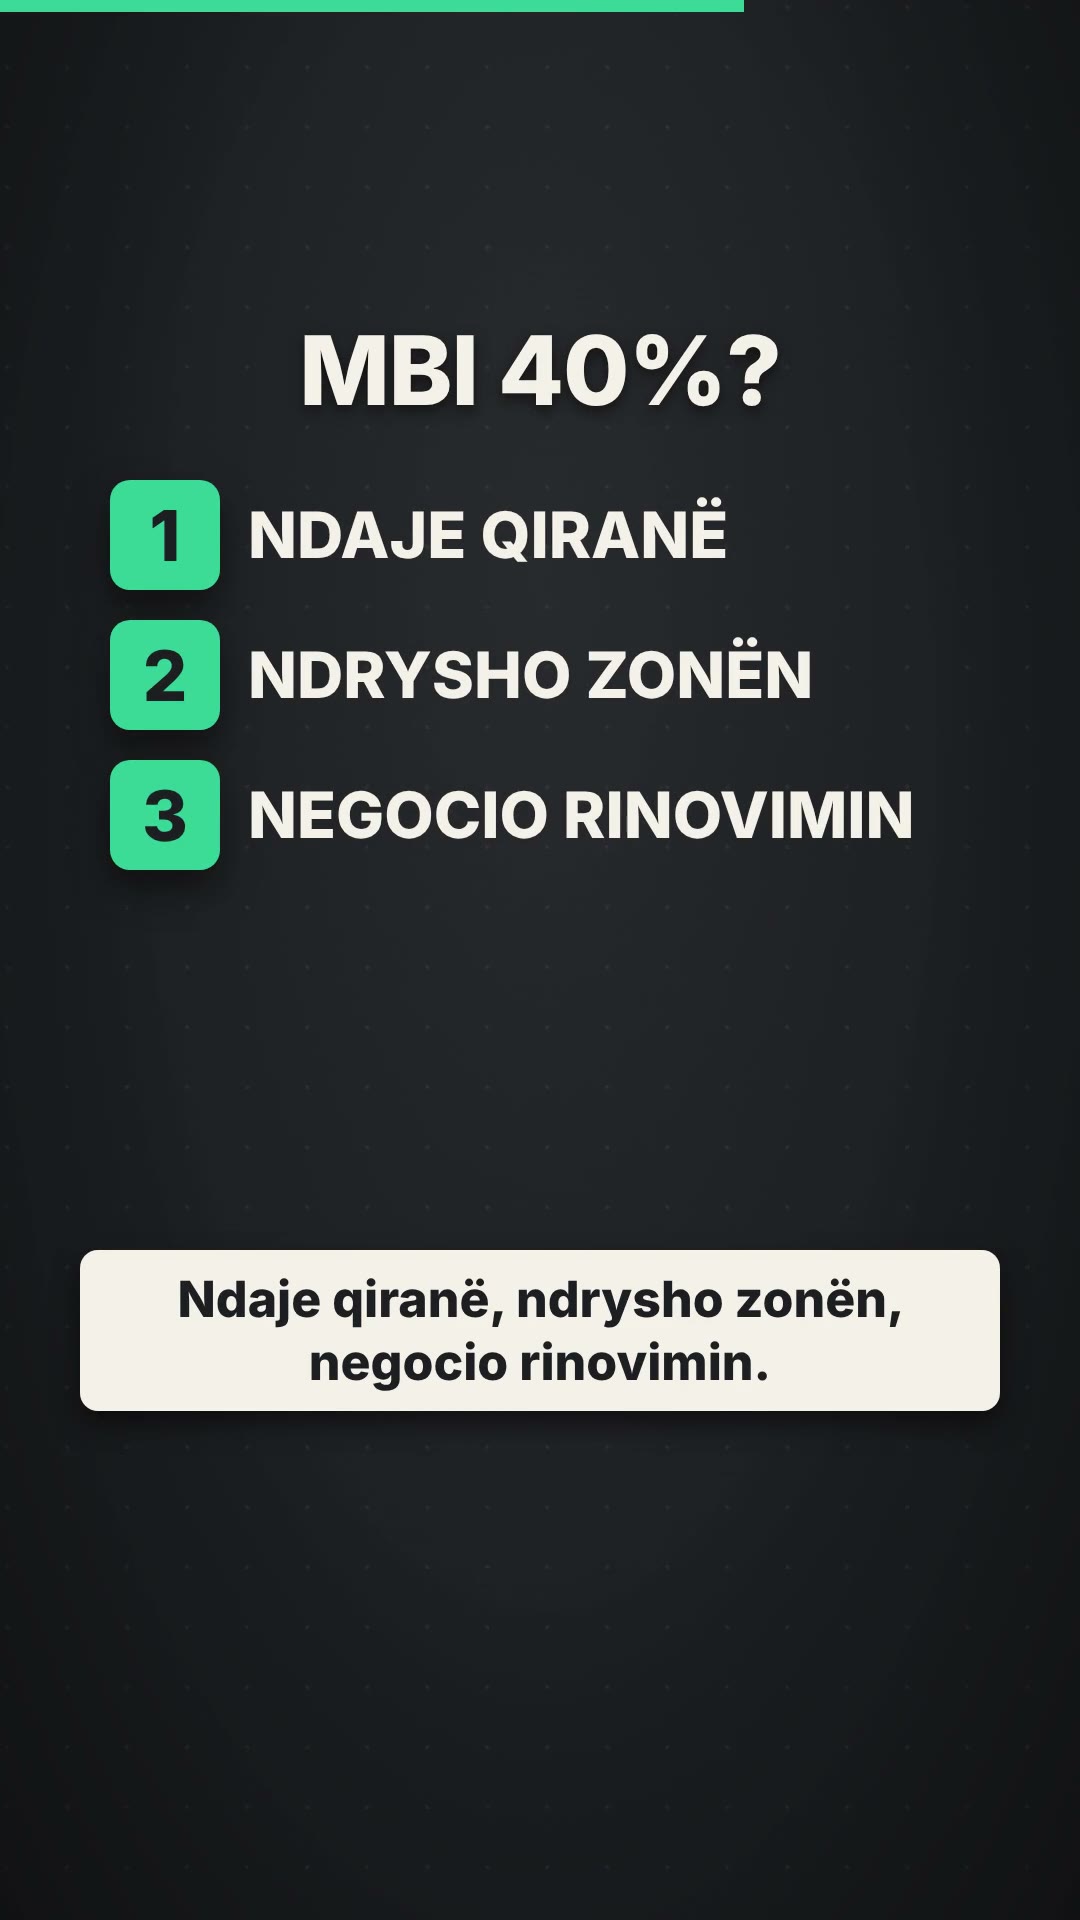 MBI 40%?
1 NDAJE QIRANË
2 NDRYSHO ZONËN
3 NEGOCIO RINOVIMIN
Ndaje qiranë, ndrysho zonën,
negocio rinovimin.